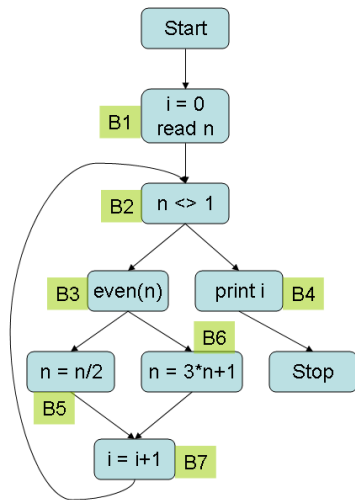 Start
i = 0
read n
B1
n <> 1
B2
even(n)
B3
print i
B4
B6
n = n/2
B5
n = 3*n+1
Stop
i = i+1
B7